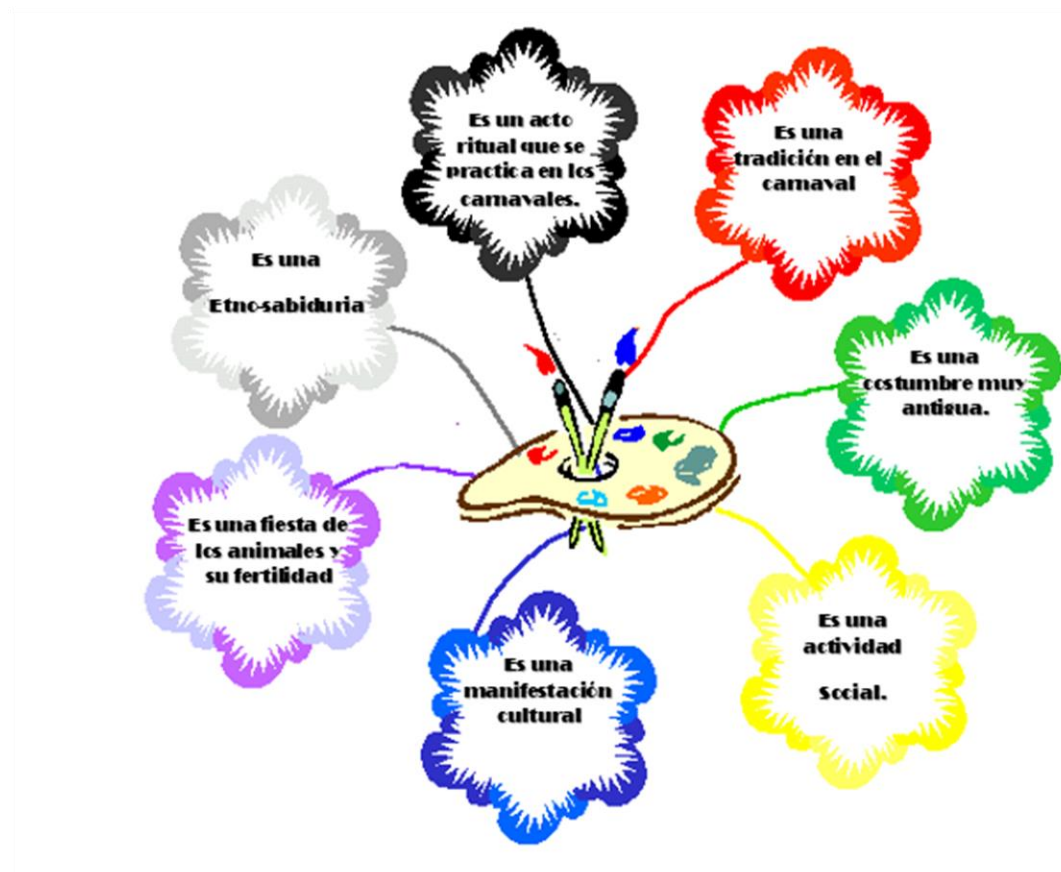 Es un acto
ritual que se
practica en los
carnavales.
Es una
tradición en el
carnaval
Es una
costumbre muy
antigua.
Es una
actividad
Social.
Es una
manifestación
cultural
Es una fiesta de
los animales y
su fertilidad
Es una
Etno-sabiduria